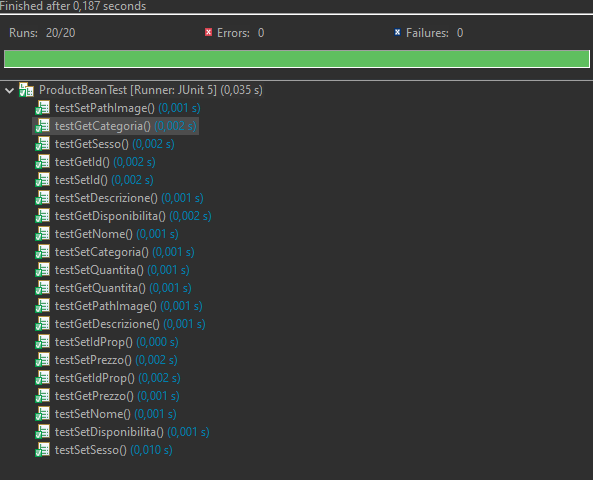 Finished after 0,187 seconds
Runs: 20/20 Errors: 0 Failures: 0
ProductBeanTest [Runner: JUnit 5] (0,035 s)
testSetPathImage() (0,001 s)
testGetCategoria() (0,002 s)
testGetSesso() (0,002 s)
testGetId() (0,002 s)
testSetId() (0,002 s)
testSetDescrizione() (0,001 s)
testGetDisponibilita() (0,002 s)
testGetNome() (0,001 s)
testSetCategoria() (0,001 s)
testSetQuantita() (0,001 s)
testGetQuantita() (0,001 s)
testGetPathImage() (0,001 s)
testGetDescrizione() (0,001 s)
testSetIdProp() (0,000 s)
testSetPrezzo() (0,002 s)
testGetIdProp() (0,002 s)
testGetPrezzo() (0,001 s)
testSetNome() (0,001 s)
testSetDisponibilita() (0,001 s)
testSetSesso() (0,010 s)